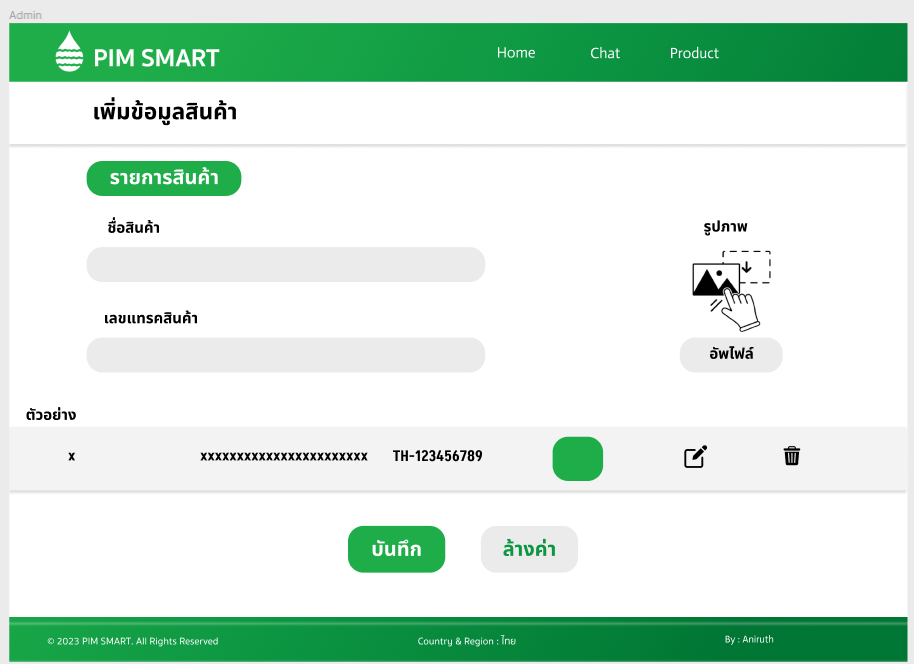 Admin
PIM SMART
Home
Chat
Product
เพิ่มข้อมูลสินค้า
รายการสินค้า
ชื่อสินค้า
รูปภาพ
เลขแทรคสินค้า
อัพไฟล์
ตัวอย่าง
x xxxxxxxxxxxxxxxxxxxxxxx TH-123456789
บันทึก
ล้างค่า
© 2023 PIM SMART. All Rights Reserved
Country & Region : ไทย
By : Aniruth